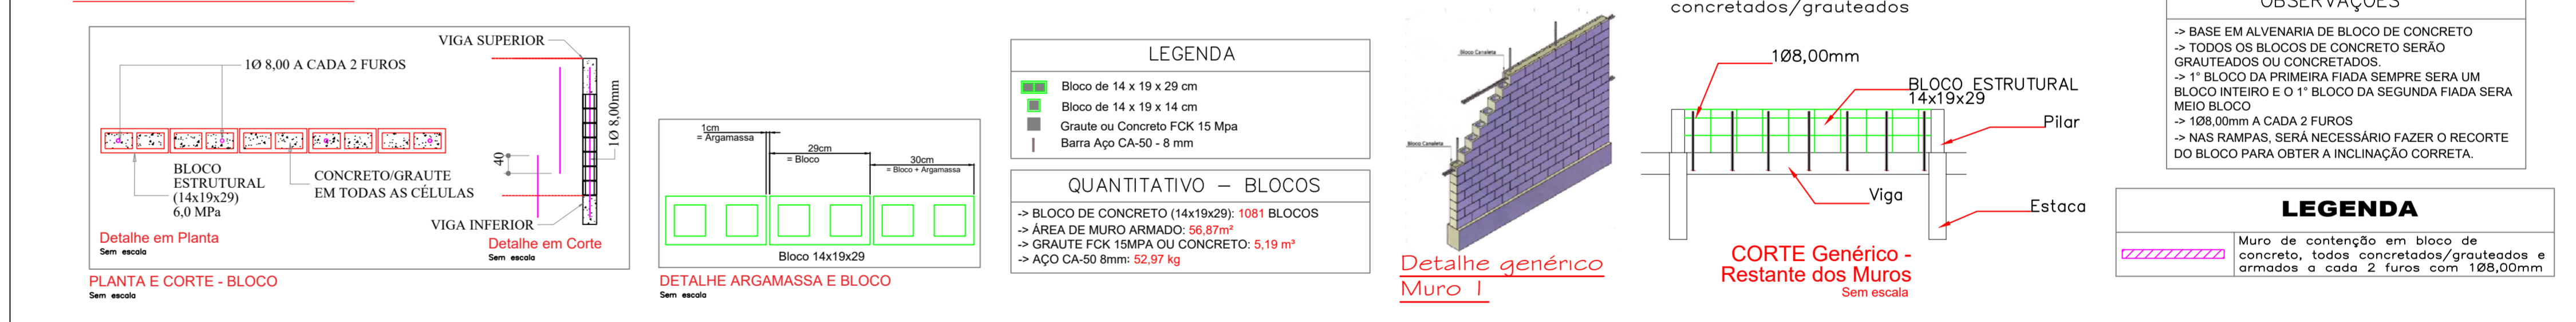 VIGA SUPERIOR
1Ø 8,00 A CADA 2 FUROS
1Ø 8,00mm
40
BLOCO
ESTRUTURAL
(14x19x29)
6,0 MPa
CONCRETO/GRAUTE
EM TODAS AS CÉLULAS
VIGA INFERIOR
Detalhe em Planta
Sem escala
Detalhe em Corte
Sem escala
PLANTA E CORTE - BLOCO
Sem escala
1cm
= Argamassa
29cm
= Bloco
30cm
= Bloco + Argamassa
Bloco 14x19x29
DETALHE ARGAMASSA E BLOCO
Sem escala
LEGENDA
Bloco de 14 x 19 x 29 cm
Bloco de 14 x 19 x 14 cm
Graute ou Concreto FCK 15 Mpa
Barra Aço CA-50 - 8 mm
QUANTITATIVO - BLOCOS
-> BLOCO DE CONCRETO (14x19x29): 1081 BLOCOS
-> ÁREA DE MURO ARMADO: 56,87m²
-> GRAUTE FCK 15MPA OU CONCRETO: 5,19 m³
-> AÇO CA-50 8mm: 52,97 kg
Bloco Canaleta
Bloco Canaleta
Detalhe genérico
Muro 1
concretados/grauteados
1Ø8,00mm
BLOCO ESTRUTURAL
14x19x29
Pilar
Viga
Estaca
CORTE Genérico -
Restante dos Muros
Sem escala
OBSERVAÇÕES
-> BASE EM ALVENARIA DE BLOCO DE CONCRETO
-> TODOS OS BLOCOS DE CONCRETO SERÃO
GRAUTEADOS OU CONCRETADOS.
-> 1° BLOCO DA PRIMEIRA FIADA SEMPRE SERA UM
BLOCO INTEIRO E O 1° BLOCO DA SEGUNDA FIADA SERA
MEIO BLOCO
-> 1Ø8,00mm A CADA 2 FUROS
-> NAS RAMPAS, SERÁ NECESSÁRIO FAZER O RECORTE
DO BLOCO PARA OBTER A INCLINAÇÃO CORRETA.
LEGENDA
Muro de contenção em bloco de
concreto, todos concretados/grauteados e
armados a cada 2 furos com 1Ø8,00mm